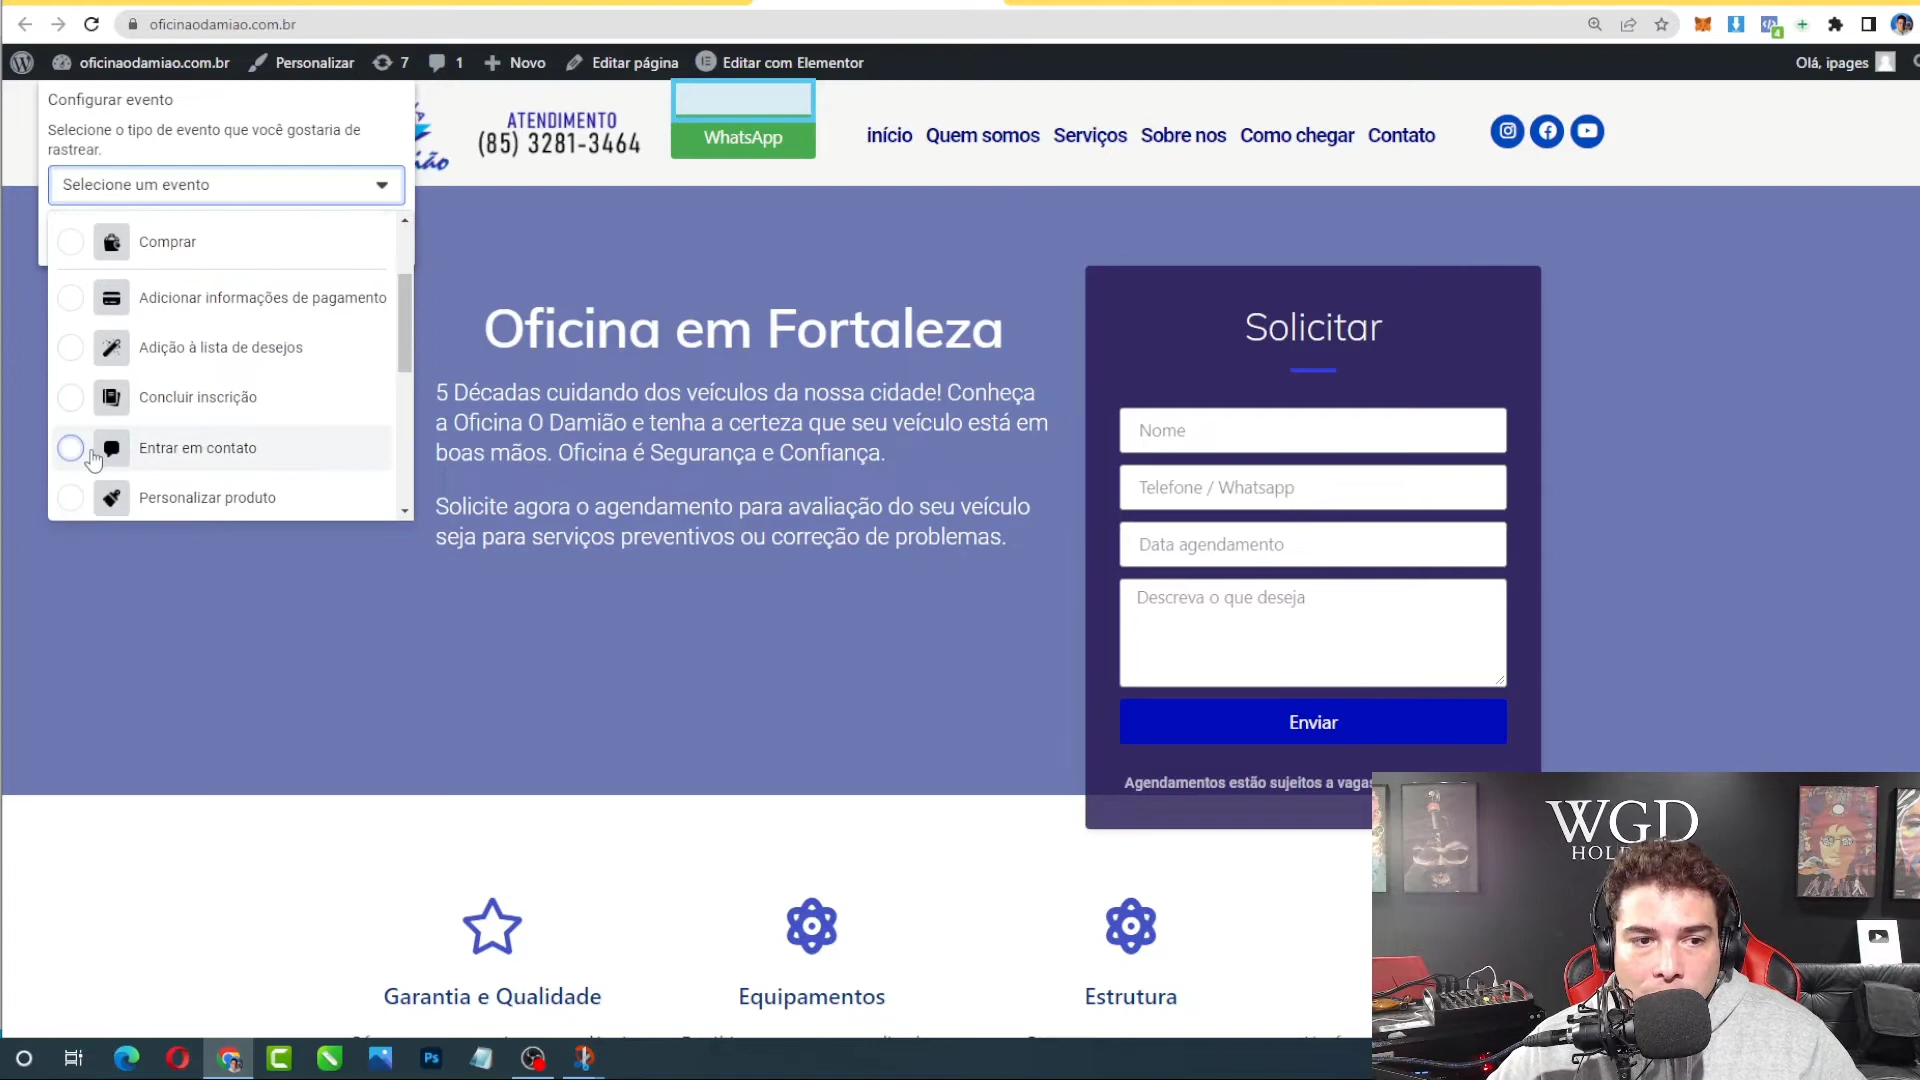 oficinaodamiao.com.br
oficinaodamiao.com.br
Personalizar
7
1
Novo
Editar página
Editar com Elementor
Olá, ipages
Configurar evento
Selecione o tipo de evento que você gostaria de
rastrear.
Selecione um evento
Comprar
Adicionar informações de pagamento
Adição à lista de desejos
Concluir inscrição
Entrar em contato
Personalizar produto
ATENDIMENTO
(85) 3281-3464
WhatsApp
início
Quem somos
Serviços
Sobre nos
Como chegar
Contato
Oficina em Fortaleza
5 Décadas cuidando dos veículos da nossa cidade! Conheça
a Oficina O Damião e tenha a certeza que seu veículo está em
boas mãos. Oficina é Segurança e Confiança.
Solicite agora o agendamento para avaliação do seu veículo
seja para serviços preventivos ou correção de problemas.
Solicitar
Nome
Telefone / Whatsapp
Data agendamento
Descreva o que deseja
Enviar
Agendamentos estão sujeitos a vagas
Garantia e Qualidade
Equipamentos
Estrutura
WGD
Ps